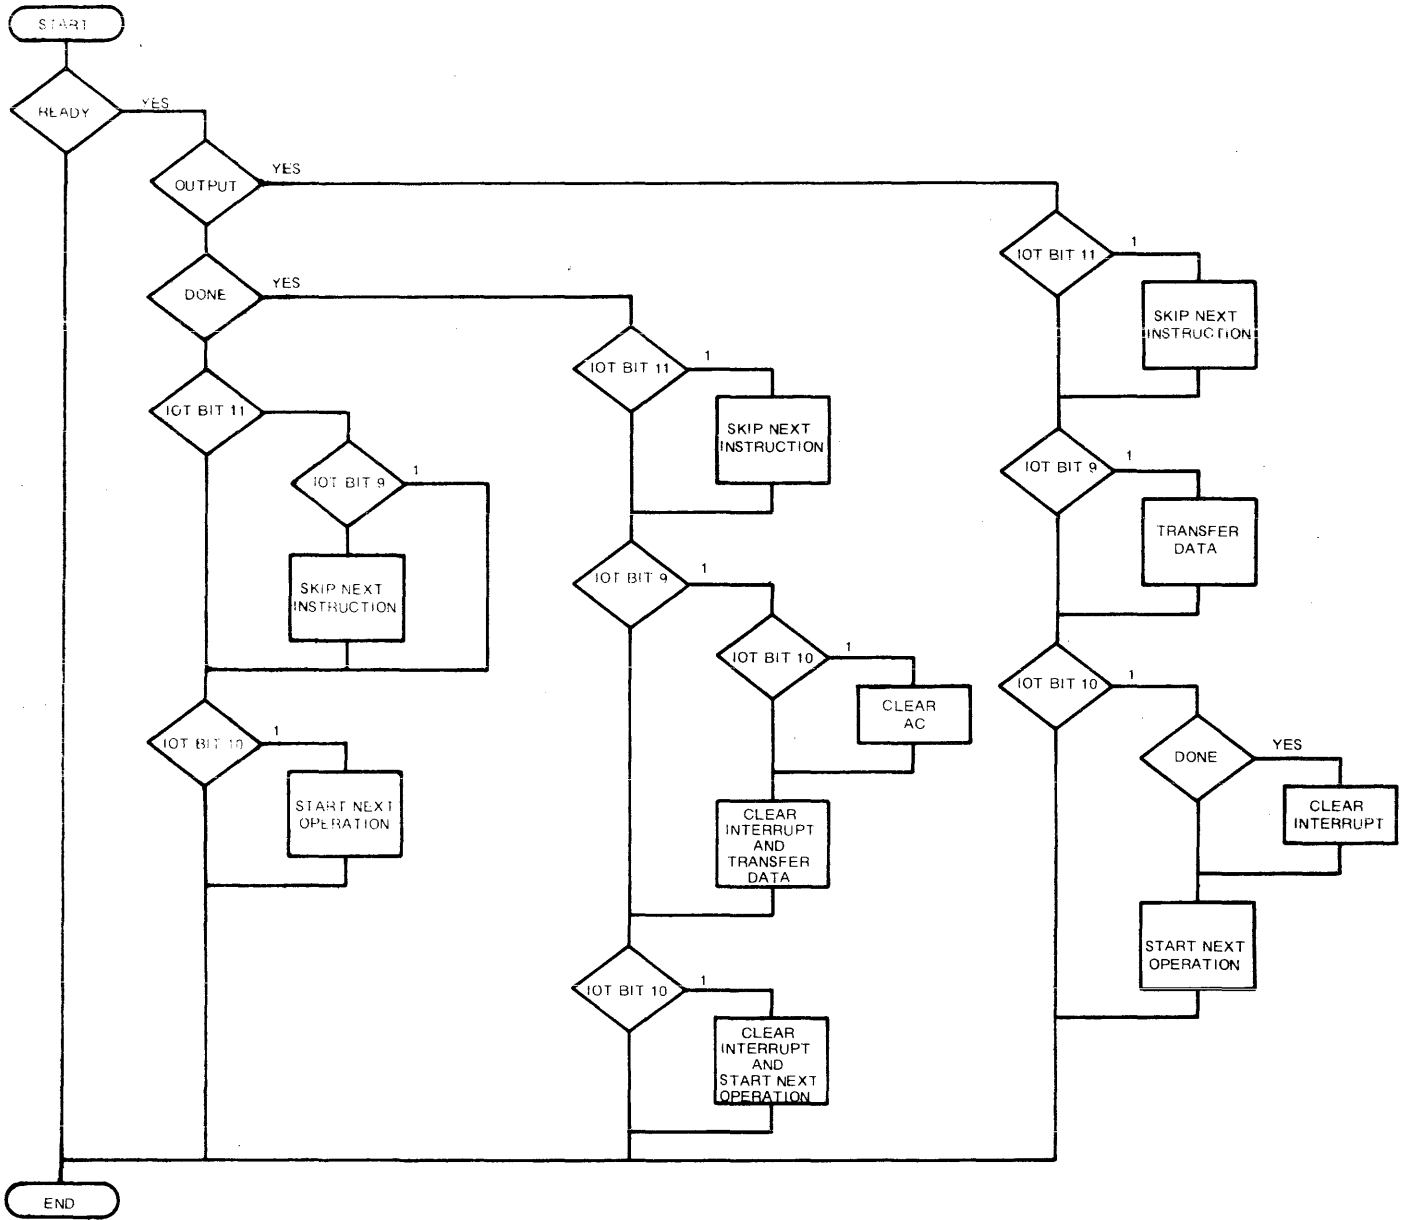 START
READY
YES
OUTPUT
YES
DONE
YES
IOT BIT 11
IOT BIT 9
1
SKIP NEXT
INSTRUCTION
IOT BIT 10
1
START NEXT
OPERATION
IOT BIT 11
1
SKIP NEXT
INSTRUCTION
IOT BIT 9
1
IOT BIT 10
1
CLEAR
AC
CLEAR
INTERRUPT
AND
TRANSFER
DATA
IOT BIT 10
1
CLEAR
INTERRUPT
AND
START NEXT
OPERATION
IOT BIT 11
1
SKIP NEXT
INSTRUCTION
IOT BIT 9
1
TRANSFER
DATA
IOT BIT 10
1
DONE
YES
CLEAR
INTERRUPT
START NEXT
OPERATION
END